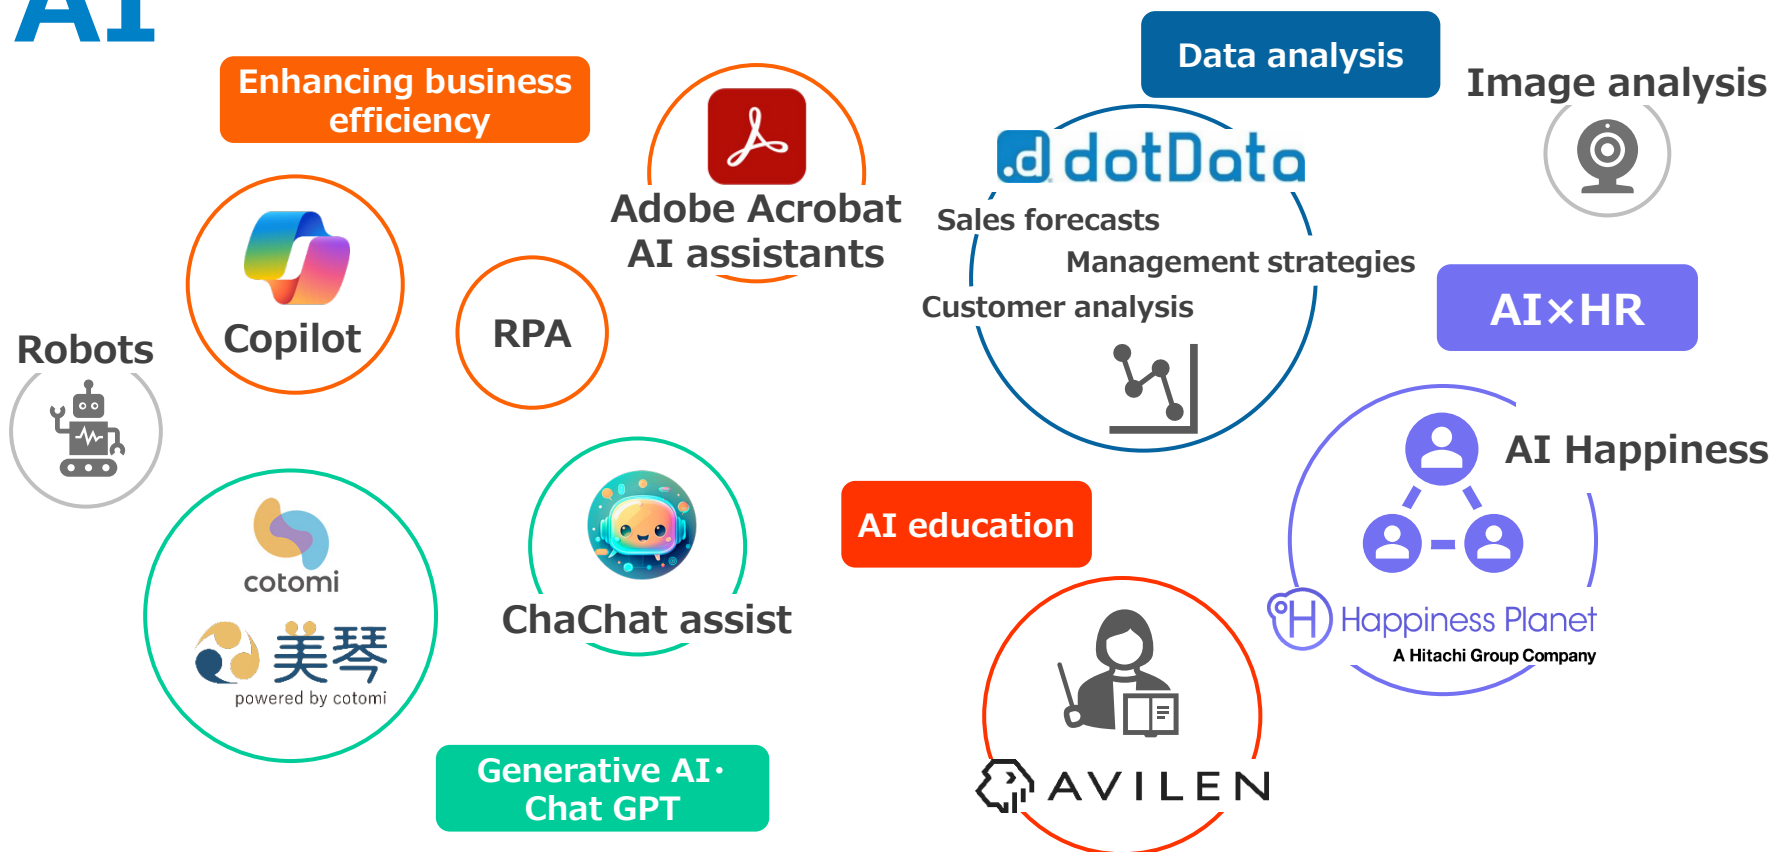 AI
Enhancing business
efficiency
Data analysis
Image analysis
.d dotData
Adobe Acrobat
AI assistants
Sales forecasts
Management strategies
Customer analysis
AI×HR
Copilot
RPA
Robots
AI Happiness
cotomi
AI education
ChaChat assist
°H Happiness Planet
A Hitachi Group Company
美琴
powered by cotomi
Generative AI・
Chat GPT
AVILEN